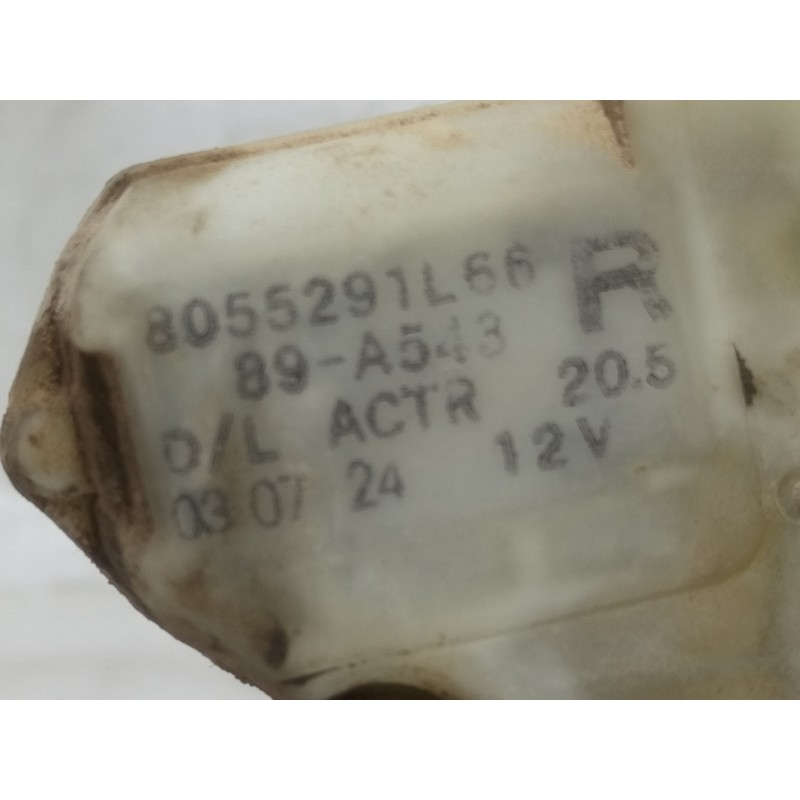 8055291L66 R
89-A543
D/L ACTR 20.5
03 07 24 12V